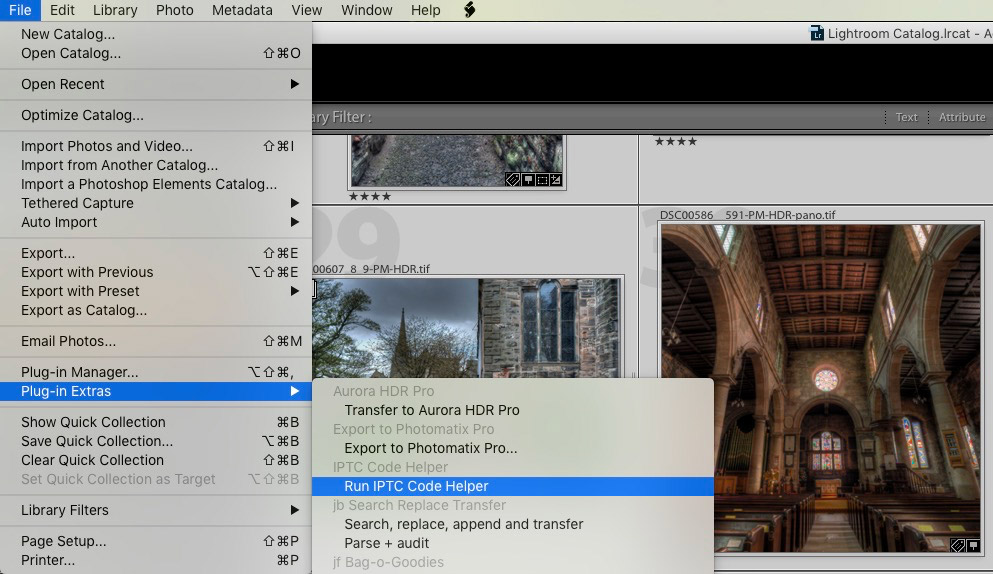 File Edit Library Photo Metadata View Window Help
New Catalog...
Open Catalog... ⇧⌘O
Lightroom Catalog.lrcat - A
Open Recent ▶
Optimize Catalog...
ary Filter : Text Attribute
Import Photos and Video... ⇧⌘I
Import from Another Catalog...
Import a Photoshop Elements Catalog...
Tethered Capture ▶
Auto Import ▶
★★★★
★★★★
DSC00586__591-PM-HDR-pano.tif
Export... ⇧⌘E
Export with Previous ⌥⇧⌘E
Export with Preset ▶
Export as Catalog...
29
3
00607_8_9-PM-HDR.tif
Email Photos... ⇧⌘M
Plug-in Manager... ⌥⇧⌘,
Plug-in Extras ▶
Aurora HDR Pro
Transfer to Aurora HDR Pro
Export to Photomatix Pro
Export to Photomatix Pro...
IPTC Code Helper
Run IPTC Code Helper
jb Search Replace Transfer
Search, replace, append and transfer
Parse + audit
jf Bag-o-Goodies
Show Quick Collection ⌘B
Save Quick Collection... ⌥⌘B
Clear Quick Collection ⇧⌘B
Set Quick Collection as Target ⌥⇧⌘B
Library Filters ▶
Page Setup... ⇧⌘P
Printer... ⌘P